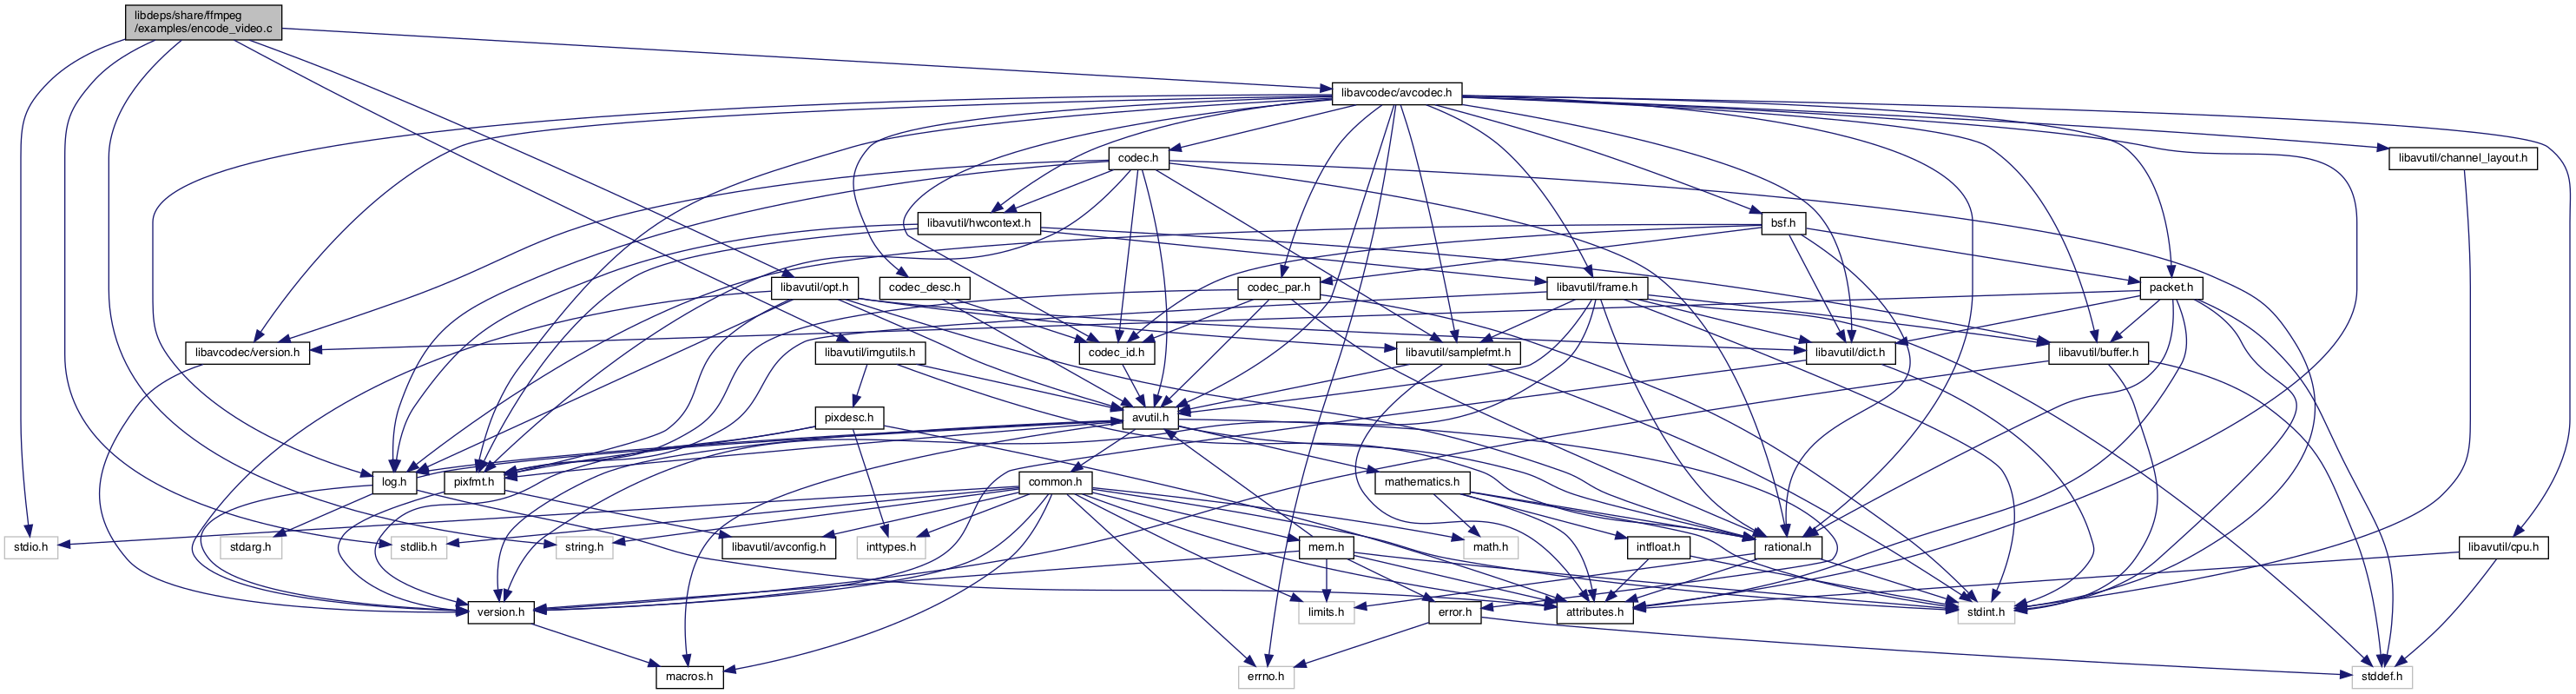 libdeps/share/ffmpeg
/examples/encode_video.c
libavcodec/avcodec.h
codec.h
libavutil/channel_layout.h
libavutil/hwcontext.h
bsf.h
libavutil/opt.h
codec_desc.h
codec_par.h
libavutil/frame.h
packet.h
libavcodec/version.h
libavutil/imgutils.h
codec_id.h
libavutil/samplefmt.h
libavutil/dict.h
libavutil/buffer.h
pixdesc.h
avutil.h
log.h
pixfmt.h
common.h
mathematics.h
stdio.h
stdarg.h
stdlib.h
string.h
libavutil/avconfig.h
inttypes.h
mem.h
math.h
intfloat.h
rational.h
libavutil/cpu.h
version.h
limits.h
error.h
attributes.h
stdint.h
macros.h
errno.h
stddef.h